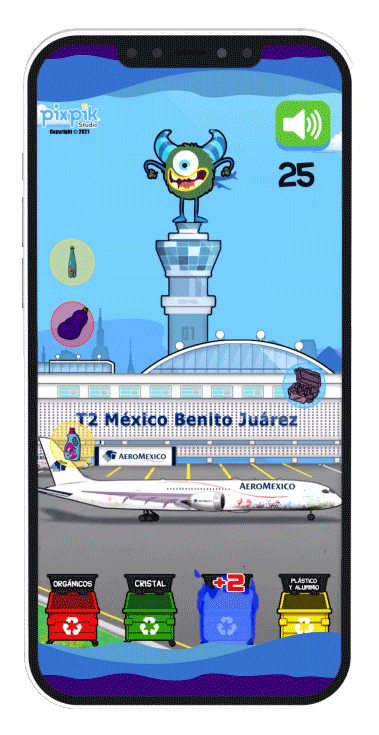 pixpik
Studio
Copyright © 2021
25
CONTROL
01
T2 México Benito Juárez
AEROMEXICO
AEROMEXICO
ORGÁNICOS
CRISTAL
+2
PLÁSTICO
Y ALUMINIO